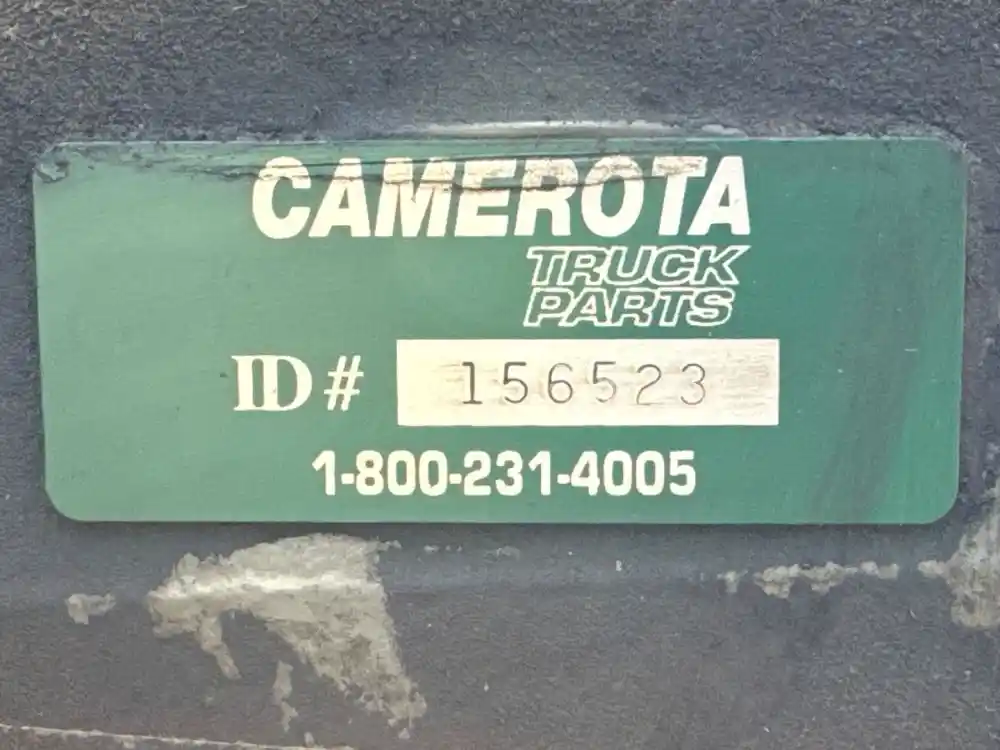 CAMEROTA
TRUCK
PARTS
ID# 156523
1-800-231-4005